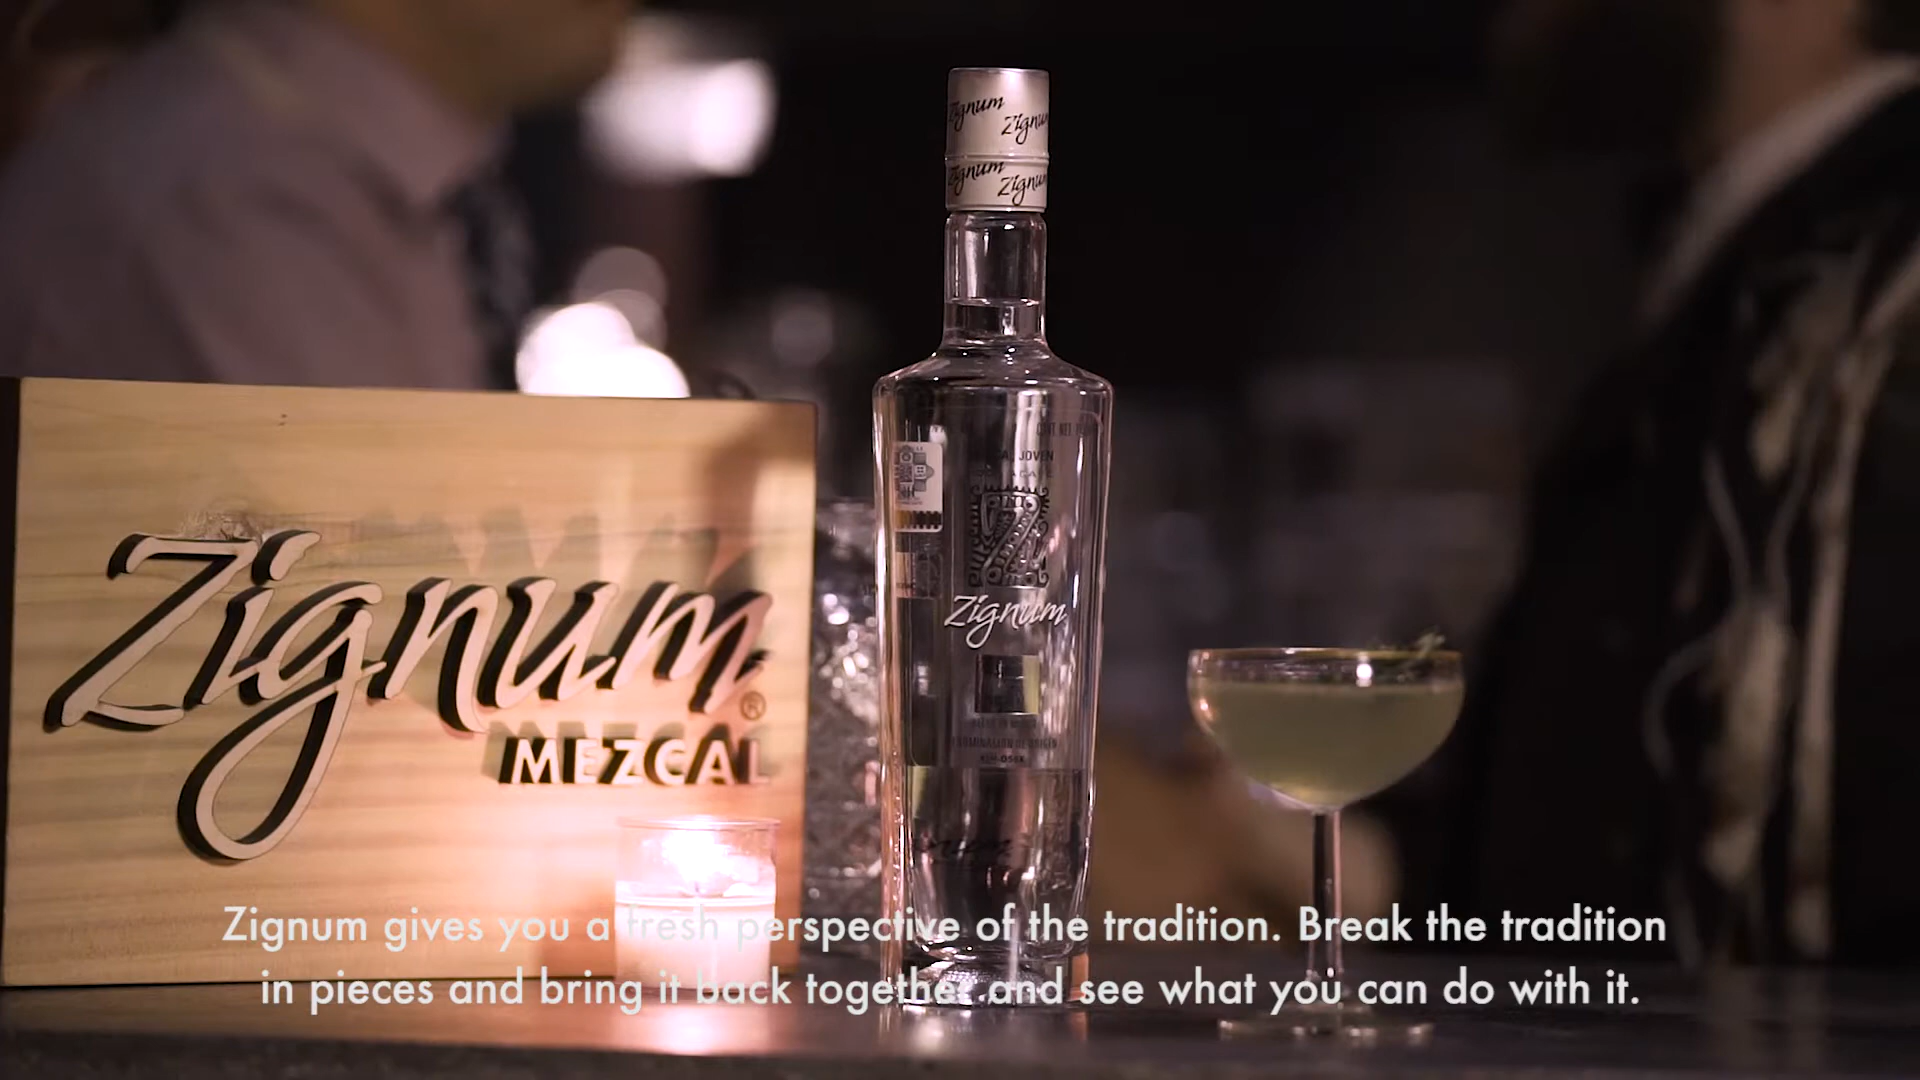 Zignum
Zignum
Zignum
Zignum
JOVEN
Zignum
Zignum
®
MEZCAL
Zignum gives you a fresh perspective of the tradition. Break the tradition
in pieces and bring it back together and see what you can do with it.